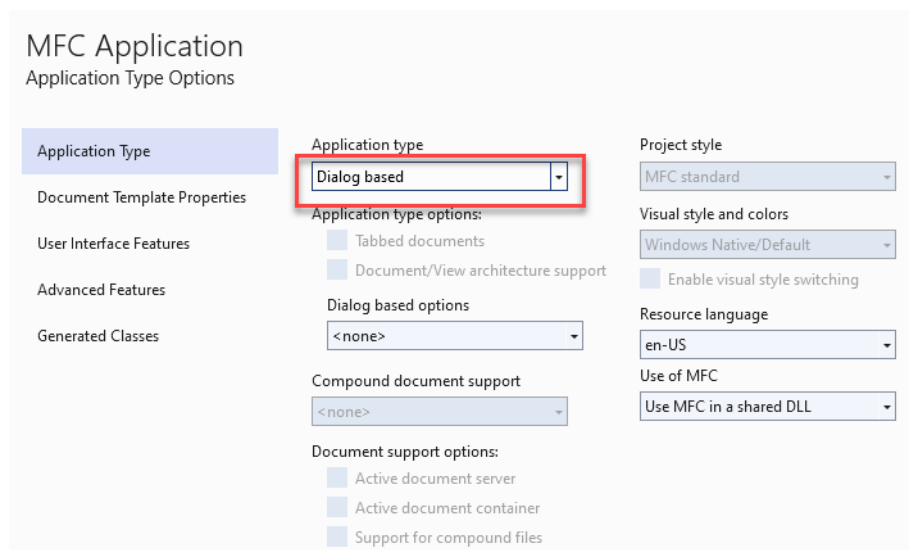 MFC Application
Application Type Options
Application Type
Document Template Properties
User Interface Features
Advanced Features
Generated Classes
Application type
Dialog based
Application type options:
Tabbed documents
Document/View architecture support
Dialog based options
<none>
Compound document support
<none>
Document support options:
Active document server
Active document container
Support for compound files
Project style
MFC standard
Visual style and colors
Windows Native/Default
Enable visual style switching
Resource language
en-US
Use of MFC
Use MFC in a shared DLL